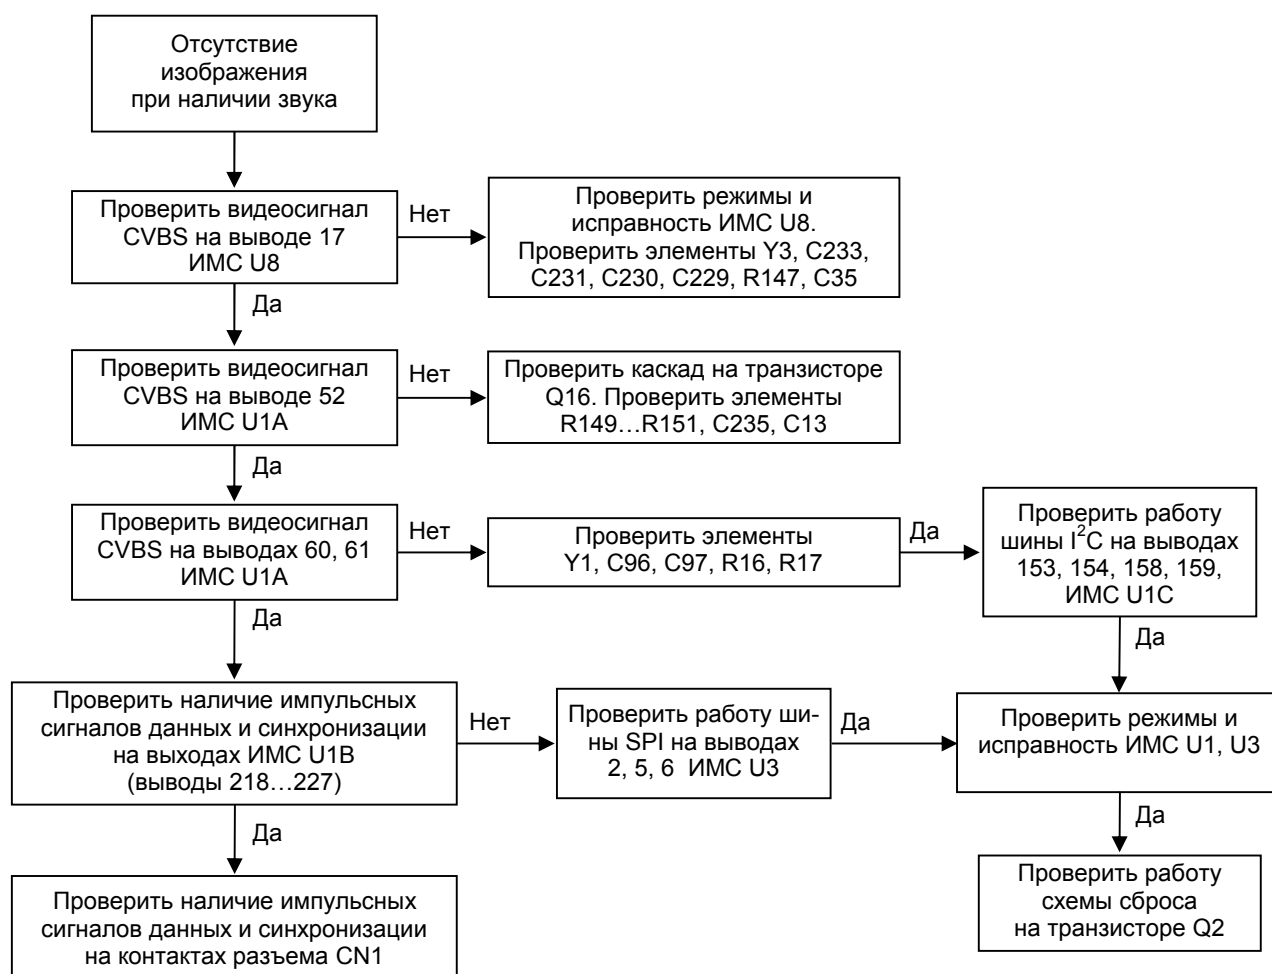 Отсутствие
изображения
при наличии звука
Проверить видеосигнал
CVBS на выводе 17
ИМС U8
Нет
Проверить режимы и
исправность ИМС U8.
Проверить элементы Y3, C233,
C231, C230, C229, R147, C35
Да
Проверить видеосигнал
CVBS на выводе 52
ИМС U1A
Нет
Проверить каскад на транзисторе
Q16. Проверить элементы
R149…R151, C235, C13
Да
Проверить видеосигнал
CVBS на выводах 60, 61
ИМС U1A
Нет
Проверить элементы
Y1, C96, C97, R16, R17
Да
Проверить работу
шины I²C на выводах
153, 154, 158, 159,
ИМС U1C
Да
Да
Проверить наличие импульсных
сигналов данных и синхронизации
на выходах ИМС U1B
(выводы 218…227)
Нет
Проверить работу ши-
ны SPI на выводах
2, 5, 6 ИМС U3
Да
Проверить режимы и
исправность ИМС U1, U3
Да
Да
Проверить наличие импульсных
сигналов данных и синхронизации
на контактах разъема CN1
Проверить работу
схемы сброса
на транзисторе Q2